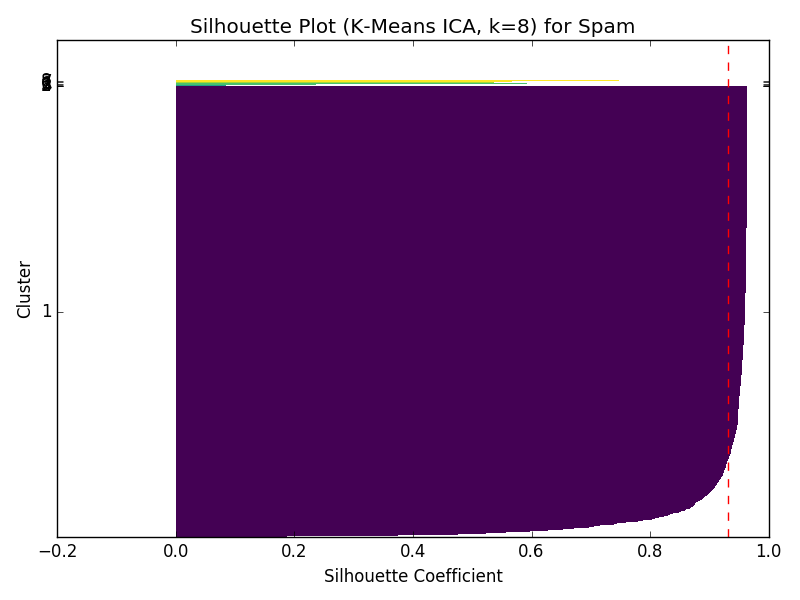 Silhouette Plot (K-Means ICA, k=8) for Spam
Cluster
1
−0.2 0.0 0.2 0.4 0.6 0.8 1.0
Silhouette Coefficient